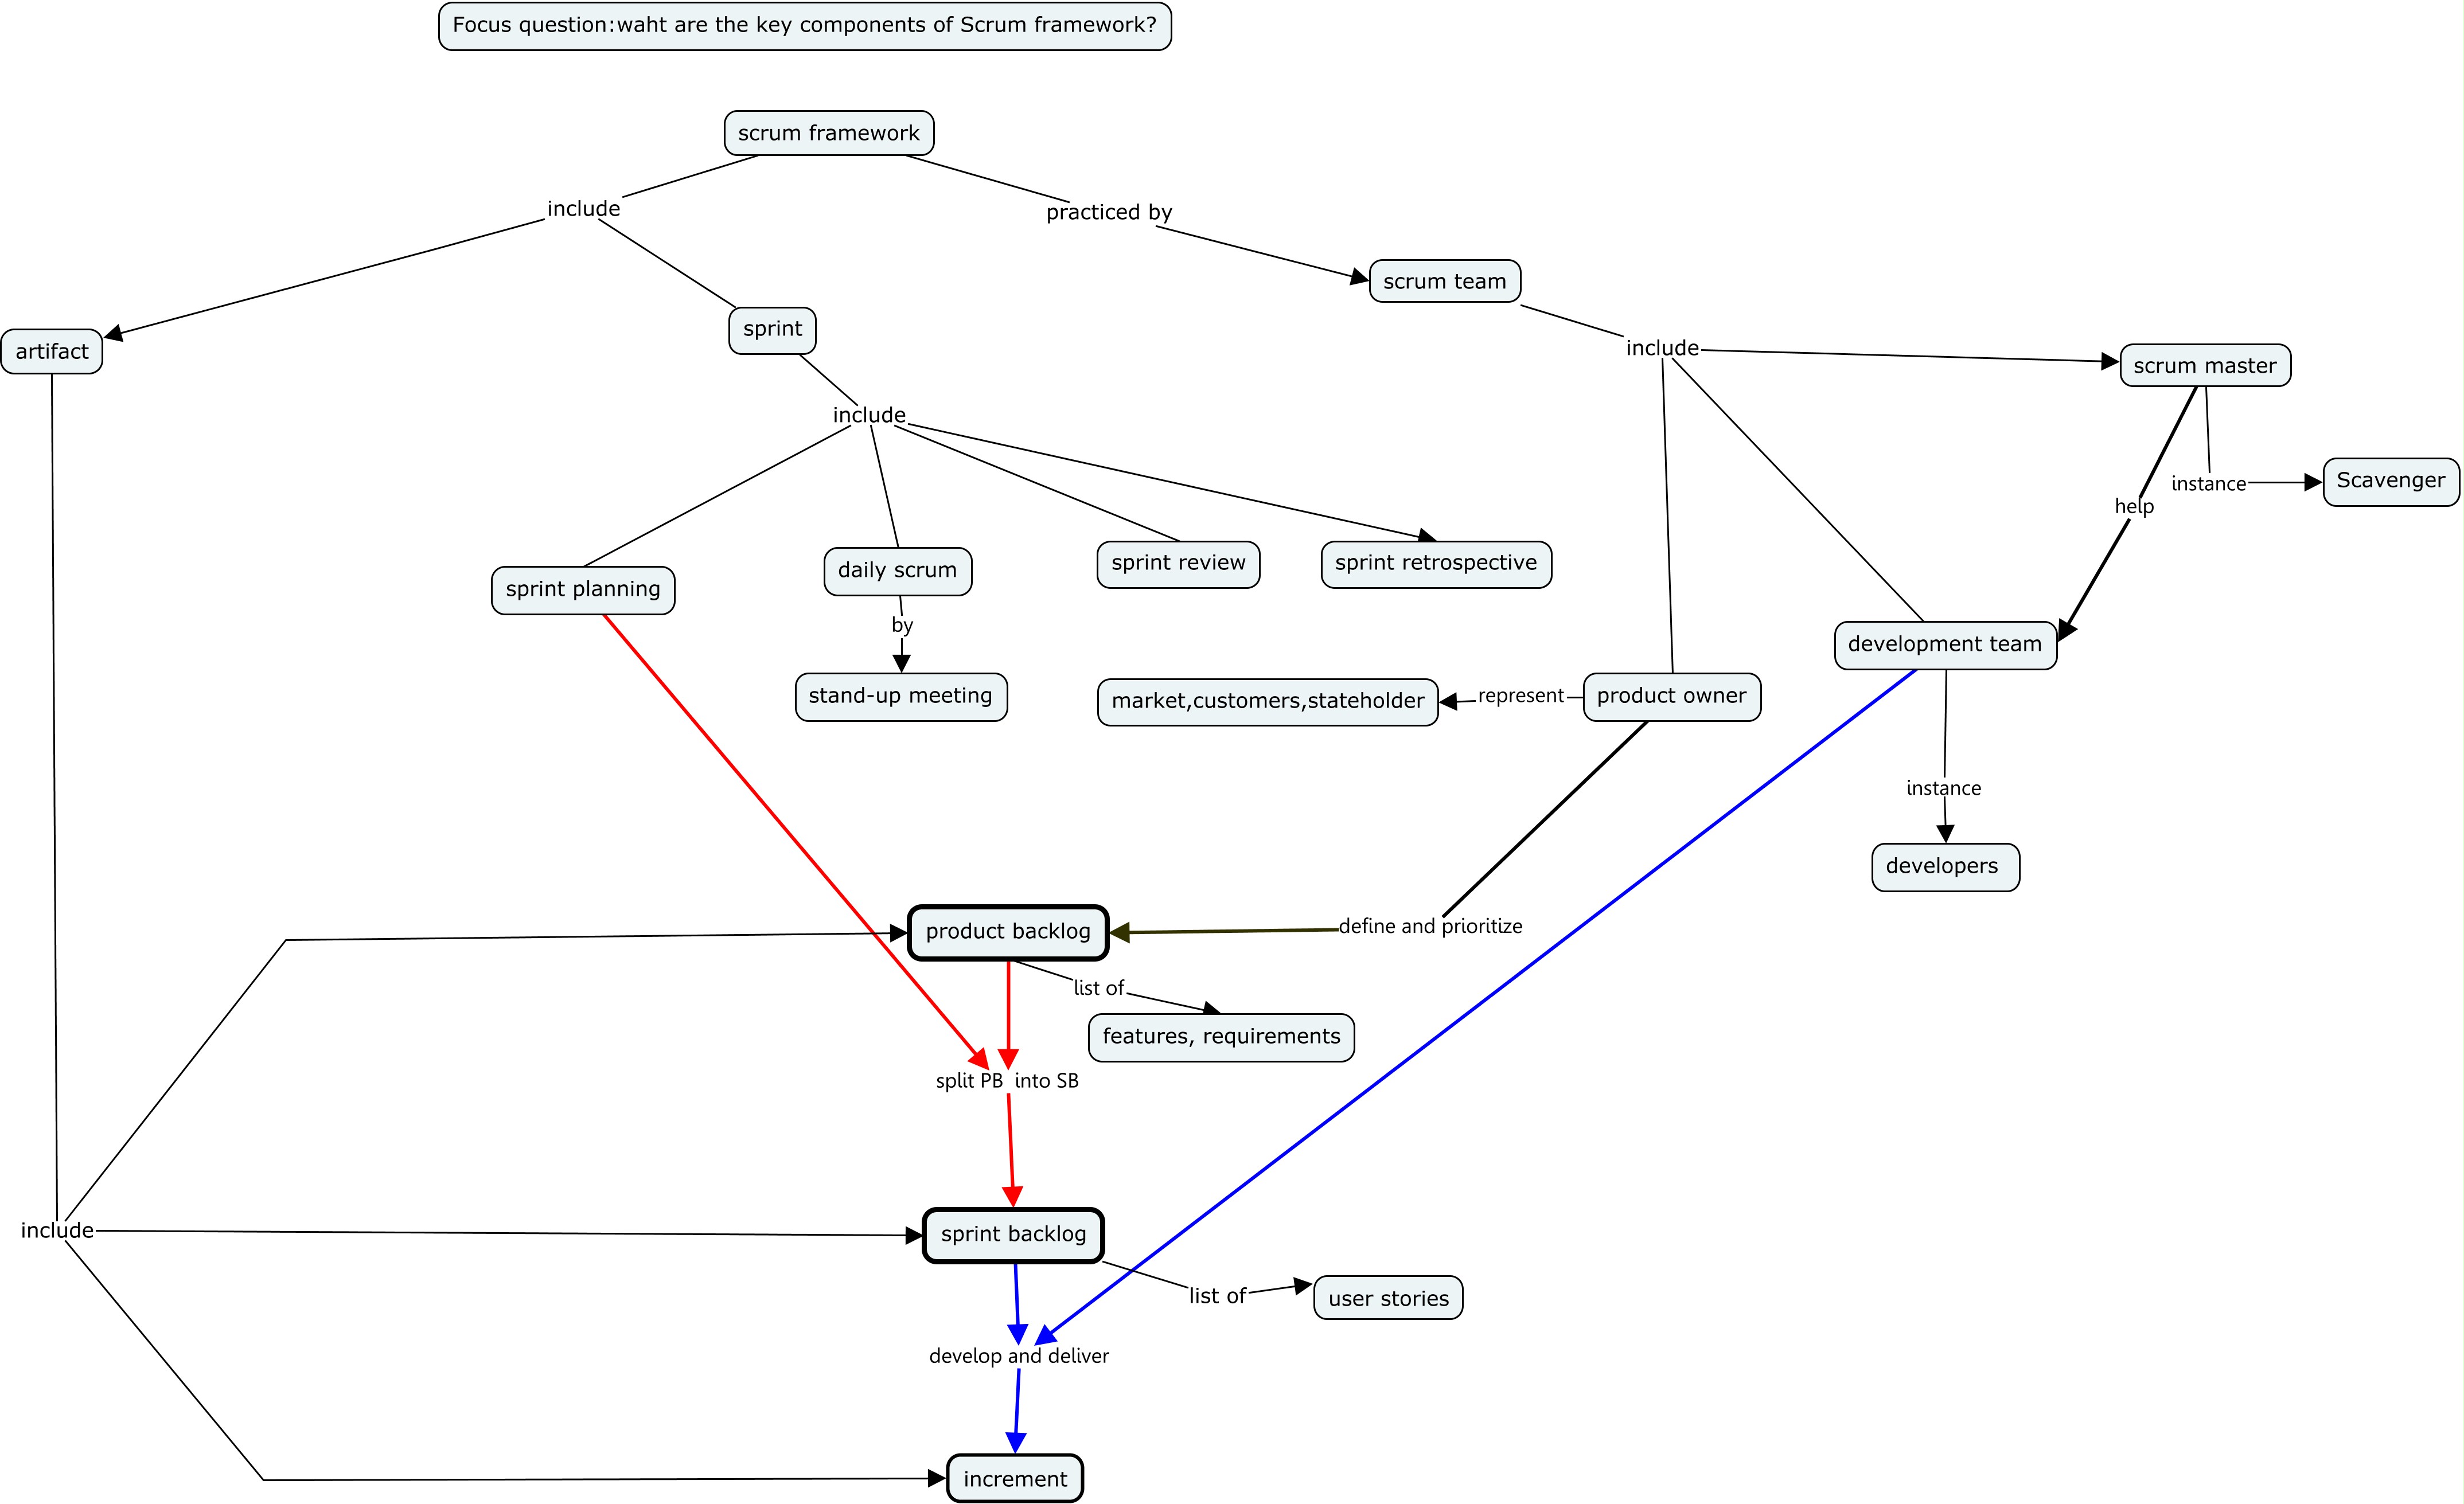 Focus question:waht are the key components of Scrum framework?
scrum framework
include
practiced by
scrum team
sprint
artifact
include
scrum master
include
Scavenger
instance
help
sprint planning
daily scrum
sprint review
sprint retrospective
by
development team
stand-up meeting
market,customers,stateholder
represent
product owner
instance
developers
product backlog
define and prioritize
list of
features, requirements
split PB  into SB
include
sprint backlog
list of
user stories
develop and deliver
increment